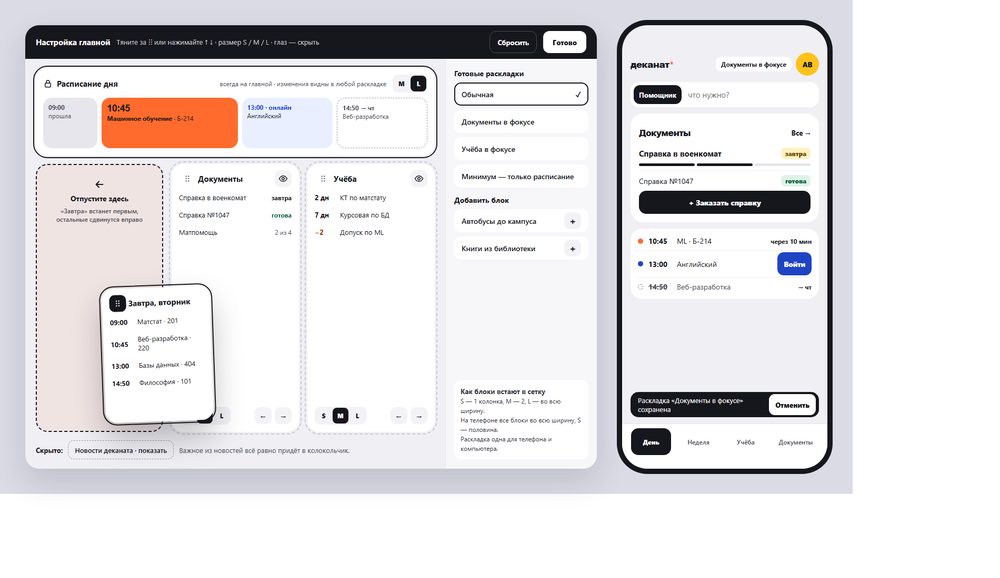 Настройка главной
Тяните за ⠿ или нажимайте ↑ ↓ · размер S / M / L · глаз — скрыть
Сбросить
Готово
Расписание дня
всегда на главной · изменения видны в любой раскладке
M
L
09:00
прошла
10:45
Машинное обучение · Б-214
13:00 · онлайн
Английский
14:50 → чт
Веб-разработка
←
Отпустите здесь
«Завтра» встанет первым,
остальные сдвинутся вправо
Документы
Справка в военкомат завтра
Справка №1047 готова
Матпомощь 2 из 4
L
← →
Учёба
2 дн КТ по матстату
7 дн Курсовая по БД
−2 Допуск по ML
S M L
← →
Завтра, вторник
09:00 Матстат · 201
10:45 Веб-разработка ·
220
13:00 Базы данных · 404
14:50 Философия · 101
Скрыто:
Новости деканата · показать
Важное из новостей всё равно придёт в колокольчик.
Готовые раскладки
Обычная ✓
Документы в фокусе
Учёба в фокусе
Минимум — только расписание
Добавить блок
Автобусы до кампуса +
Книги из библиотеки +
Как блоки встают в сетку
S — 1 колонка, M — 2, L — во всю
ширину.
На телефоне все блоки во всю ширину, S
— половина.
Раскладка одна для телефона и
компьютера.
деканат*
Документы в фокусе
АВ
Помощник
что нужно?
Документы
Все →
Справка в военкомат завтра
Справка №1047 готова
+ Заказать справку
10:45 ML · Б-214 через 10 мин
13:00 Английский Войти
14:50 Веб-разработка → чт
Раскладка «Документы в фокусе»
сохранена
Отменить
День
Неделя
Учёба
Документы